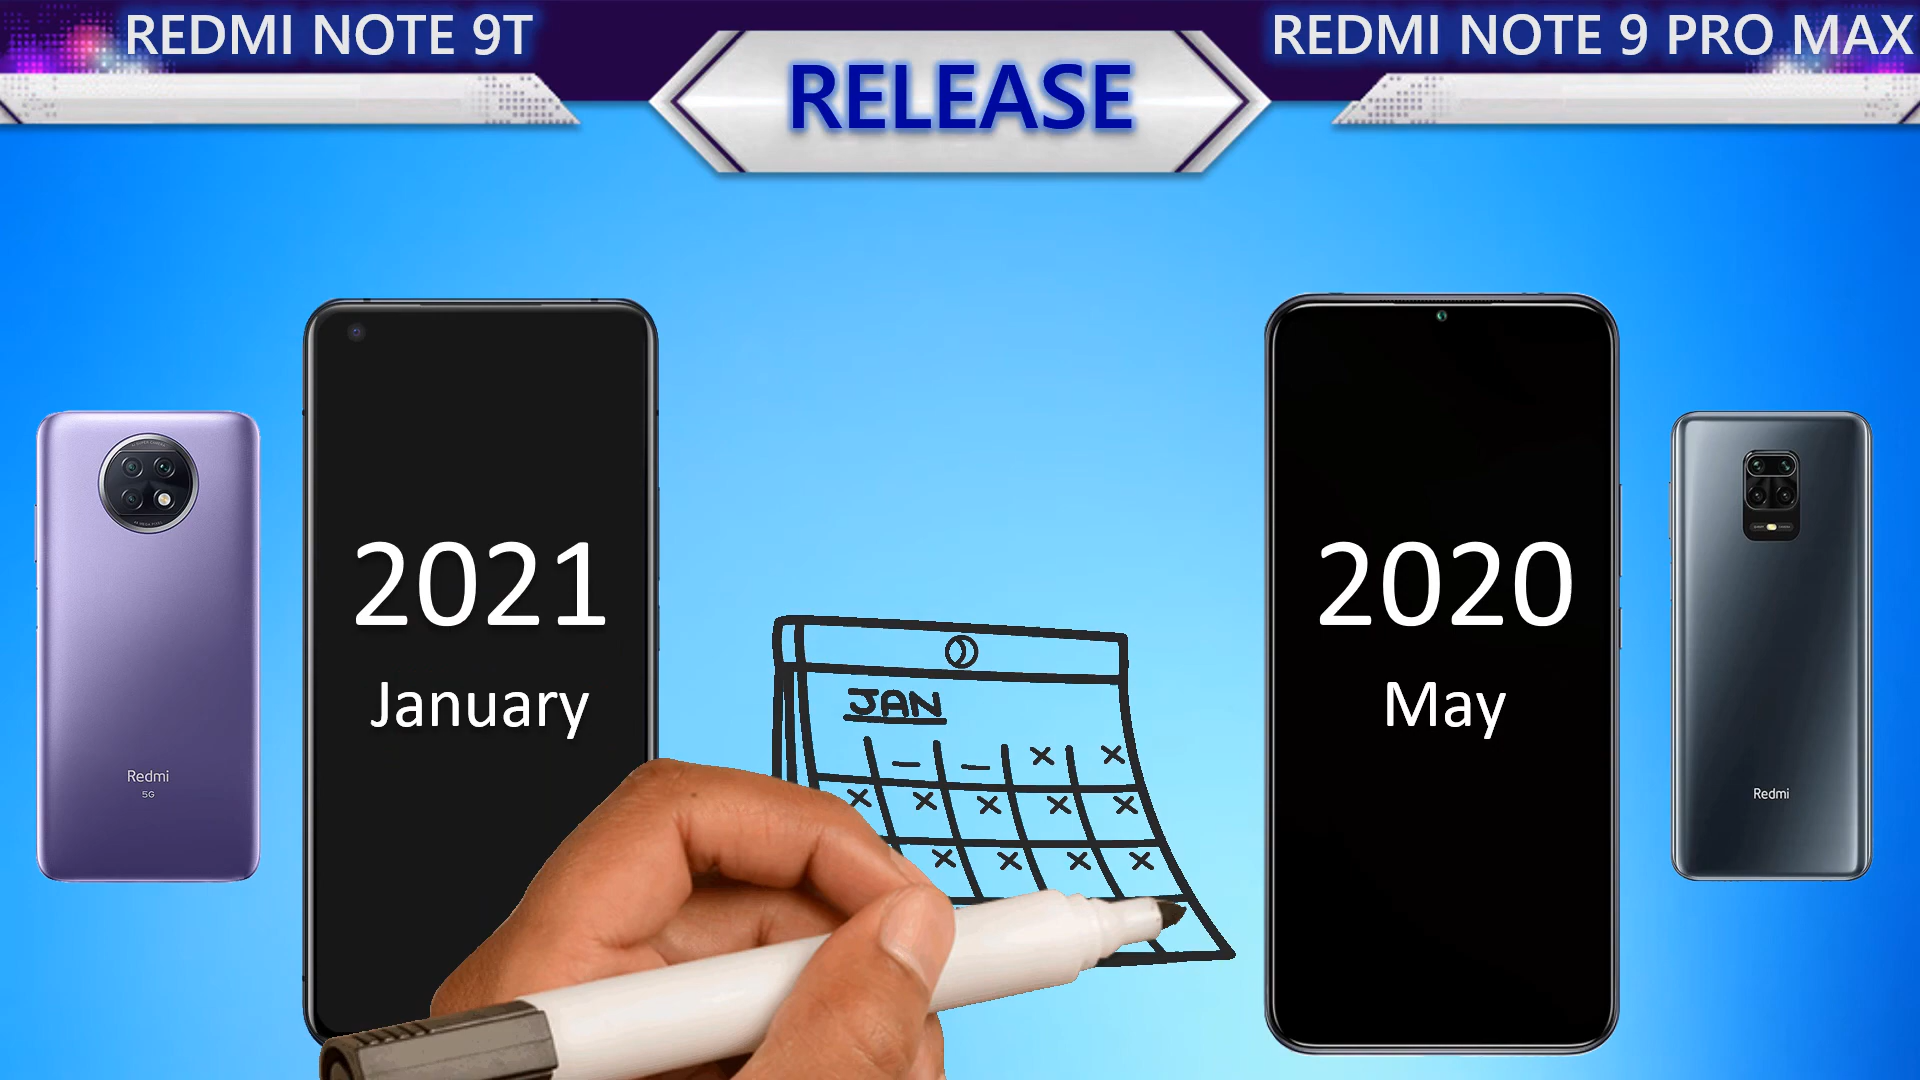 REDMI NOTE 9T
RELEASE
REDMI NOTE 9 PRO MAX
2021
January
2020
May
JAN
Redmi
5G
Redmi